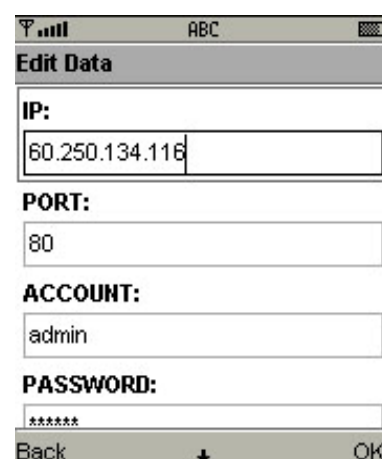 ABC
Edit Data
IP:
60.250.134.116
PORT:
80
ACCOUNT:
admin
PASSWORD:
******
Back OK